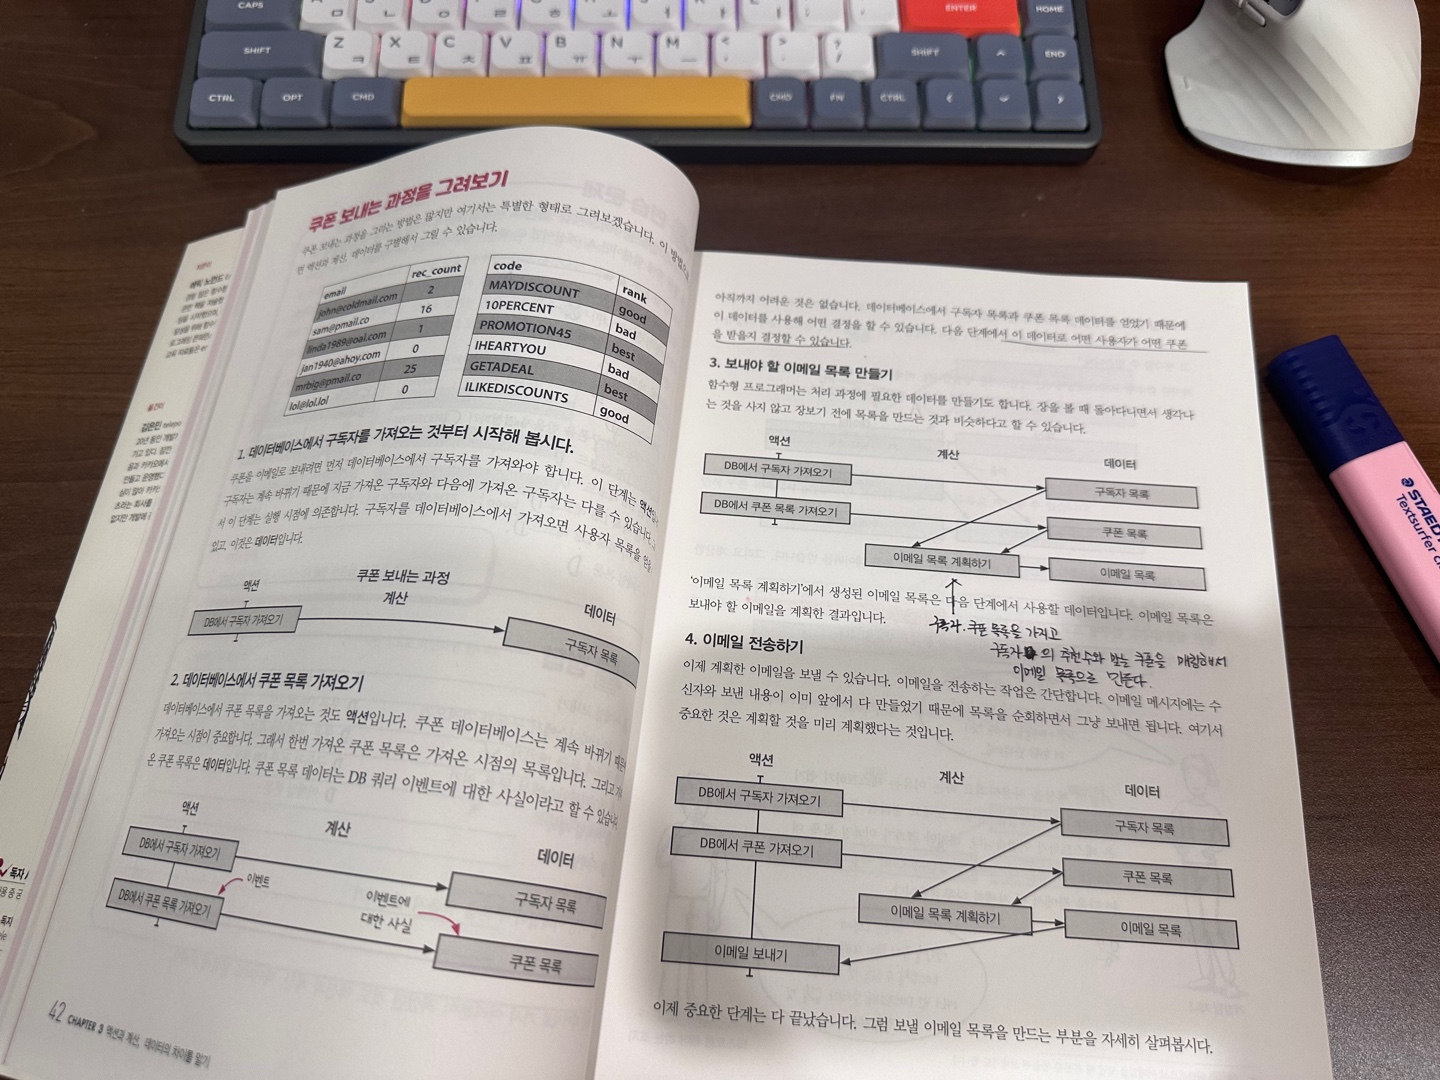 CAPS
ENTER
HOME
SHIFT
Z X C V B N M
ㅋ ㅌ ㅊ ㅍ ㅠ ㅜ ㅡ
SHIFT
END
CTRL OPT CMD
CMD FN CTRL
쿠폰 보내는 과정을 그려보기
쿠폰 보내는 과정을 그리는 방법은 많지만 여기서는 특별한 형태로 그려보겠습니다. 이 방법으로
면 액션과 계산, 데이터를 구별해서 그릴 수 있습니다.
email rec_count
john@coldmail.com 2
sam@pmail.co 16
linda1989@oal.com 1
jan1940@ahoy.com 0
mrbig@pmail.co 25
lol@lol.lol 0
code rank
MAYDISCOUNT good
10PERCENT bad
PROMOTION45 best
IHEARTYOU bad
GETADEAL best
ILIKEDISCOUNTS good
1. 데이터베이스에서 구독자를 가져오는 것부터 시작해 봅시다.
쿠폰을 이메일로 보내려면 먼저 데이터베이스에서 구독자를 가져와야 합니다. 이 단계는 액션
구독자는 계속 바뀌기 때문에 지금 가져온 구독자와 다음에 가져온 구독자는 다를 수 있습니다.
서 이 단계는 실행 시점에 의존합니다. 구독자를 데이터베이스에서 가져오면 사용자 목록을
있고, 이것은 데이터입니다.
쿠폰 보내는 과정
액션
계산
데이터
DB에서 구독자 가져오기
구독자 목록
2. 데이터베이스에서 쿠폰 목록 가져오기
데이터베이스에서 쿠폰 목록을 가져오는 것도 액션입니다. 쿠폰 데이터베이스는 계속 바뀌기 때문
가져오는 시점이 중요합니다. 그래서 한번 가져온 쿠폰 목록은 가져온 시점의 목록입니다. 그리고
온 쿠폰 목록은 데이터입니다. 쿠폰 목록 데이터는 DB 쿼리 이벤트에 대한 사실이라고 할 수 있습니
액션
계산
데이터
DB에서 구독자 가져오기
구독자 목록
DB에서 쿠폰 목록 가져오기
이벤트
이벤트에
대한 사실
쿠폰 목록
42 CHAPTER 3 액션과 계산, 데이터의 차이를 알기
아직까지 어려운 것은 없습니다. 데이터베이스에서 구독자 목록과 쿠폰 목록 데이터를 얻었기 때문에
이 데이터를 사용해 어떤 결정을 할 수 있습니다. 다음 단계에서 이 데이터로 어떤 사용자가 어떤 쿠폰
을 받을지 결정할 수 있습니다.
3. 보내야 할 이메일 목록 만들기
함수형 프로그래머는 처리 과정에 필요한 데이터를 만들기도 합니다. 장을 볼 때 돌아다니면서 생각나
는 것을 사지 않고 장보기 전에 목록을 만드는 것과 비슷하다고 할 수 있습니다.
액션
계산
데이터
DB에서 구독자 가져오기
구독자 목록
DB에서 쿠폰 목록 가져오기
쿠폰 목록
이메일 목록 계획하기
이메일 목록
'이메일 목록 계획하기'에서 생성된 이메일 목록은 다음 단계에서 사용할 데이터입니다. 이메일 목록은
보내야 할 이메일을 계획한 결과입니다.
구독자, 쿠폰 목록을 가지고
구독자의 추천수와 맞는 쿠폰을 매칭해서
이메일 목록으로 만든다.
4. 이메일 전송하기
이제 계획한 이메일을 보낼 수 있습니다. 이메일을 전송하는 작업은 간단합니다. 이메일 메시지에는 수
신자와 보낸 내용이 이미 앞에서 다 만들었기 때문에 목록을 순회하면서 그냥 보내면 됩니다. 여기서
중요한 것은 계획할 것을 미리 계획했다는 것입니다.
액션
계산
데이터
DB에서 구독자 가져오기
구독자 목록
DB에서 쿠폰 가져오기
쿠폰 목록
이메일 목록 계획하기
이메일 목록
이메일 보내기
이제 중요한 단계는 다 끝났습니다. 그럼 보낼 이메일 목록을 만드는 부분을 자세히 살펴봅시다.
STAED
Textsurfer